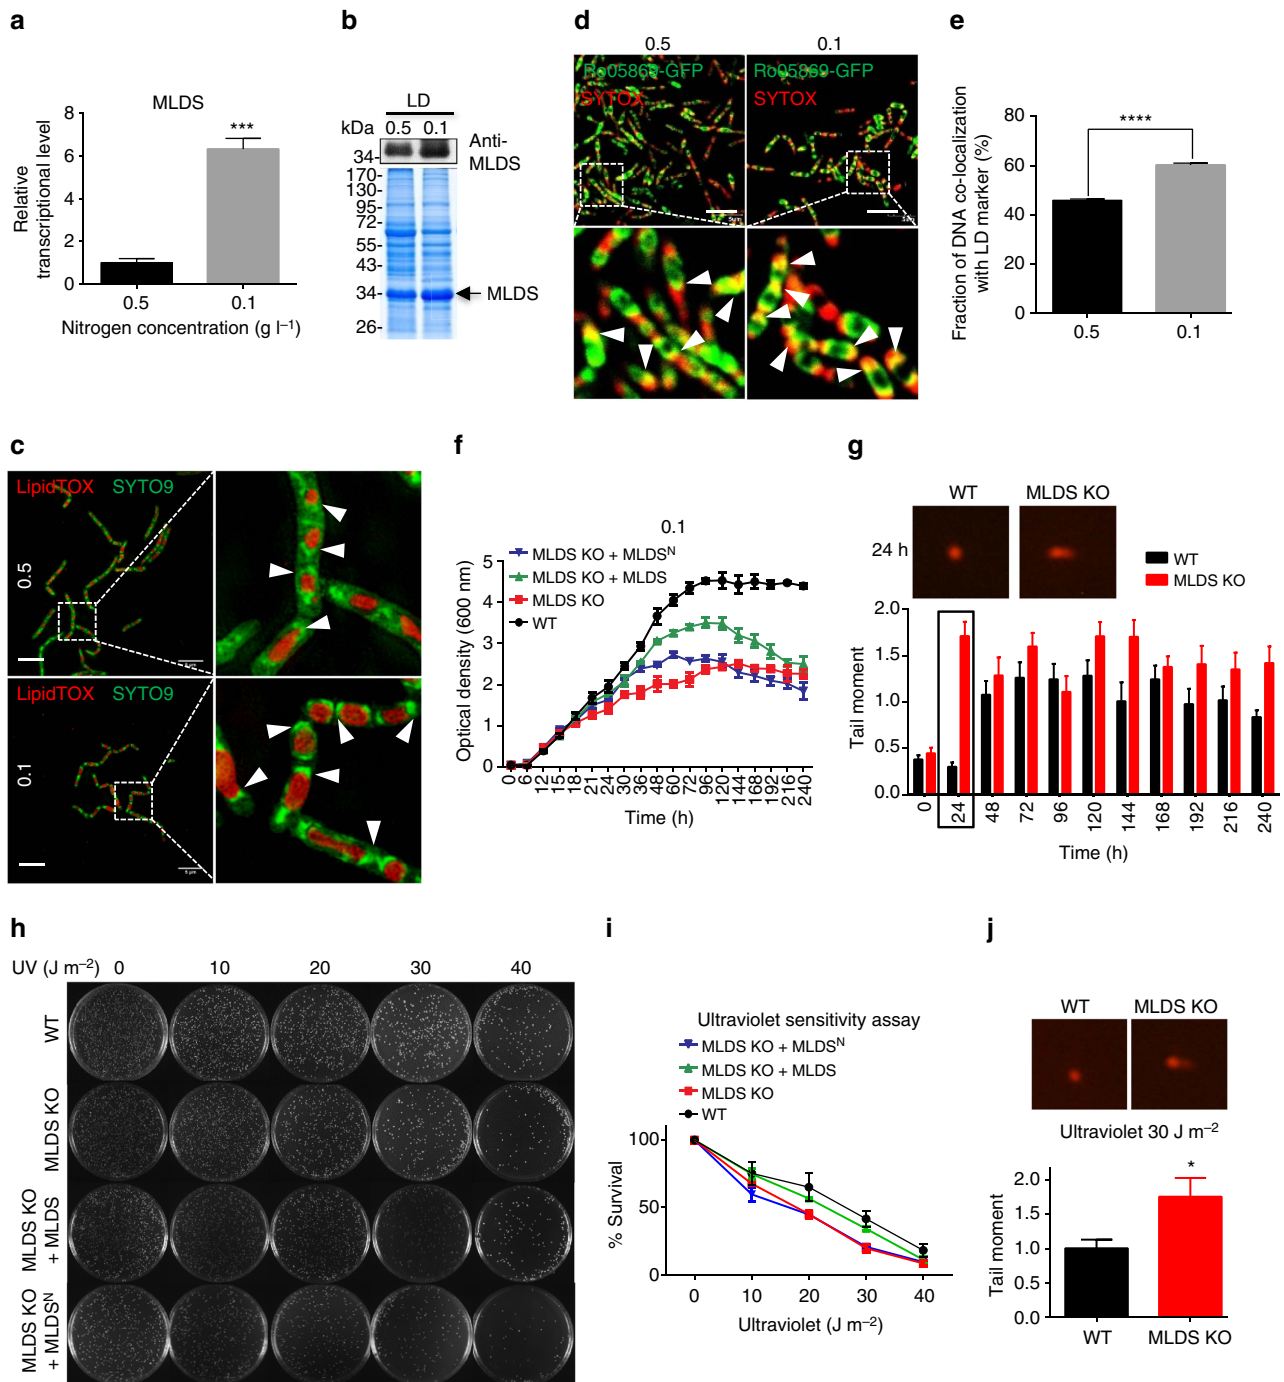 a
MLDS
Relative
transcriptional level
8
6
4
2
0
***
0.5
0.1
Nitrogen concentration (g l⁻¹)
b
LD
kDa
0.5
0.1
Anti-
MLDS
34-
170-
130-
95-
72-
55-
43-
34-
26-
MLDS
c
LipidTOX
SYTO9
0.5
LipidTOX
SYTO9
0.1
d
0.5
0.1
Ro05869-GFP
SYTOX
Ro05869-GFP
SYTOX
e
Fraction of DNA co-localization
with LD marker (%)
80
60
40
20
0
****
0.5
0.1
f
0.1
MLDS KO + MLDSᴺ
MLDS KO + MLDS
MLDS KO
WT
Optical density (600 nm)
5
4
3
2
1
0
0 6 12 15 18 21 24 30 36 48 60 72 96 120 144 168 192 216 240
Time (h)
g
WT
MLDS KO
24 h
WT
MLDS KO
Tail moment
2.0
1.5
1.0
0.5
0.0
0 24 48 72 96 120 144 168 192 216 240
Time (h)
h
UV (J m⁻²) 0 10 20 30 40
WT
MLDS KO
MLDS KO
+ MLDS
MLDS KO
+ MLDSᴺ
i
Ultraviolet sensitivity assay
MLDS KO + MLDSᴺ
MLDS KO + MLDS
MLDS KO
WT
% Survival
100
50
0
0 10 20 30 40
Ultraviolet (J m⁻²)
j
WT
MLDS KO
Ultraviolet 30 J m⁻²
Tail moment
2.0
1.5
1.0
0.5
0.0
*
WT
MLDS KO